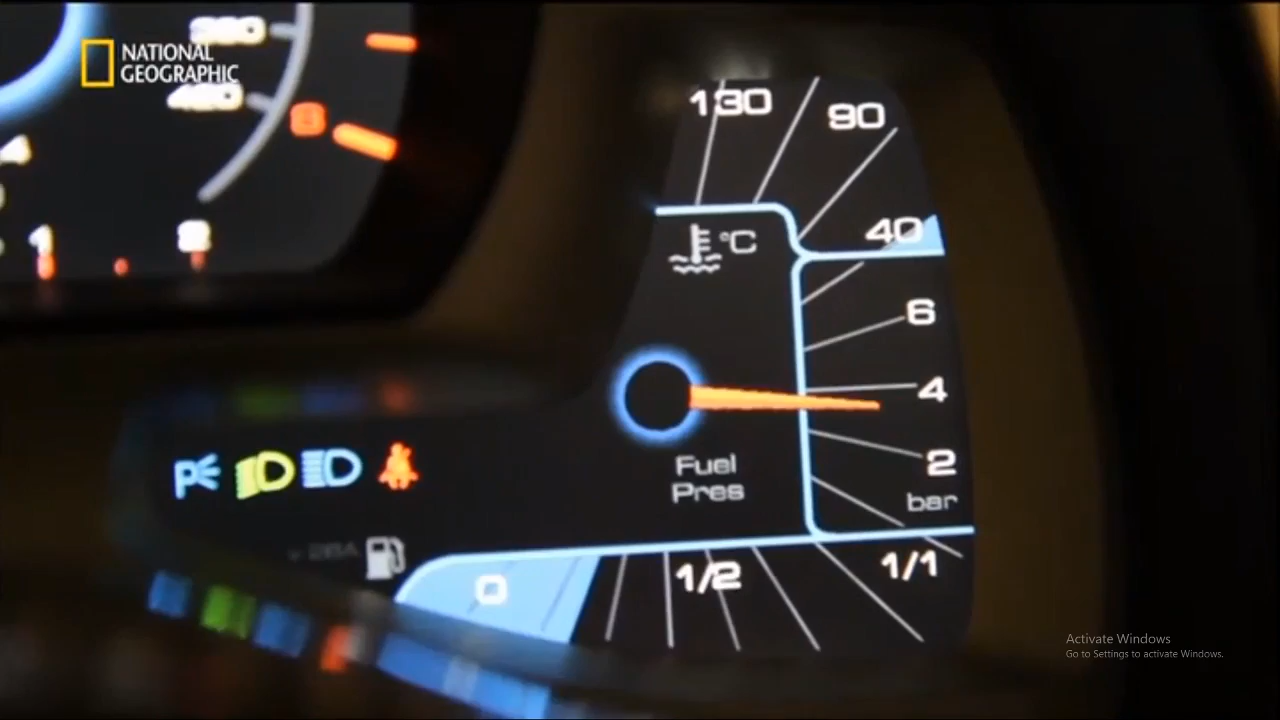 NATIONAL
GEOGRAPHIC
130
90
40
°C
6
4
2
bar
Fuel
Pres
0
1/2
1/1
1
Activate Windows
Go to Settings to activate Windows.